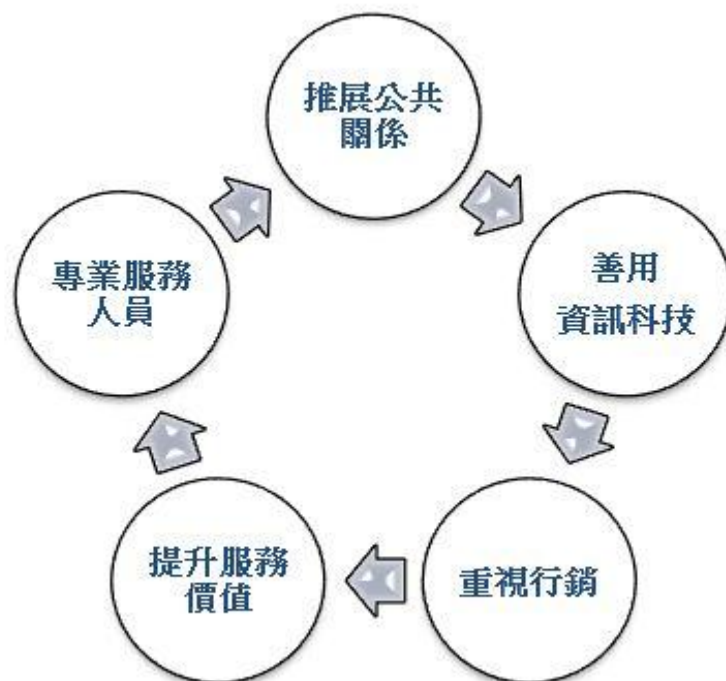 推展公共
關係
善用
資訊科技
重視行銷
提升服務
價值
專業服務
人員